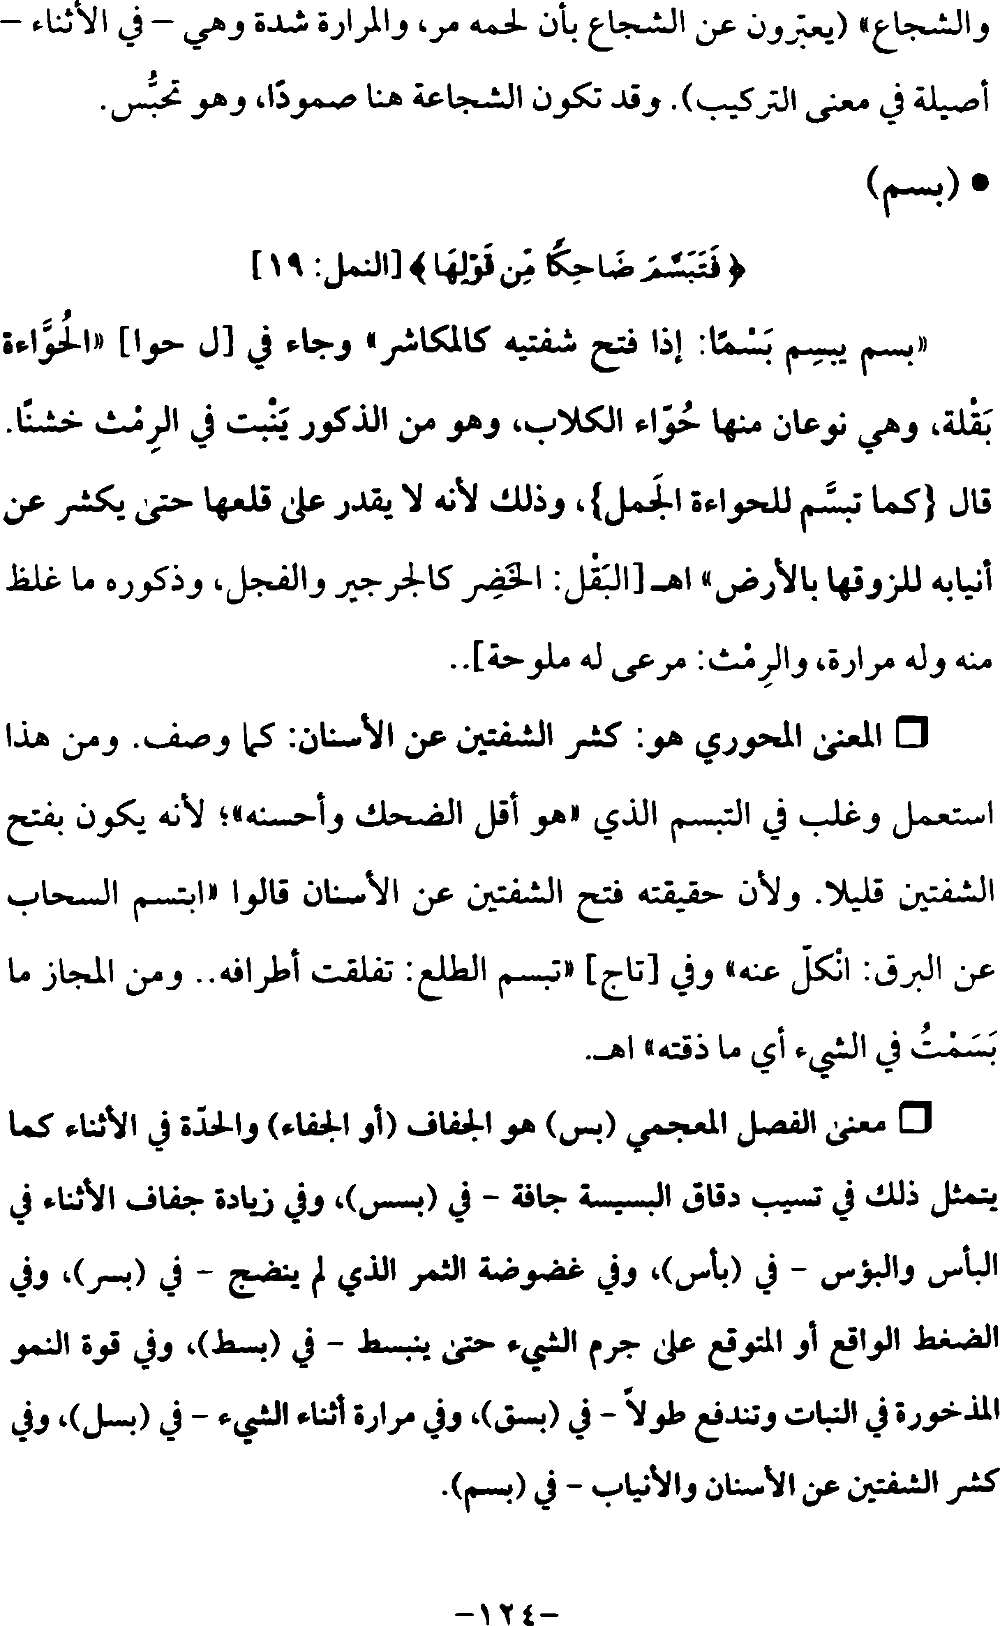 والشجاع» (يعبّرون عن الشجاع بأن لحمه مر، والمرارة شدة وهي – في الأثناء –
أصيلة في معنى التركيب). وقد تكون الشجاعة هنا صمودًا، وهو تحبُّس.
● (بسم)
﴿فَتَبَسَّمَ ضَاحِكًا مِّن قَوْلِهَا﴾ [النمل: ١٩]
«بسم يبسِم بَسْمًا: إذا فتح شفتيه كالمكاشر» وجاء في [ل حوا] «الحُوَّاءة
بَقْلة، وهي نوعان منها حُوّاء الكلاب، وهو من الذكور يَنْبت في الرِمْث خشنًا.
قال {كما تبسَّم للحواءة الجَمل}، وذلك لأنه لا يقدر على قلعها حتى يكشر عن
أنيابه للزوقها بالأرض» اهـ [البَقْل: الخَضِر كالجرجير والفجل، وذكوره ما غلظ
منه وله مرارة، والرِمْث: مرعى له ملوحة]..
❑ المعنى المحوري هو: كشر الشفتين عن الأسنان: كما وصف. ومن هذا
استعمل وغلب في التبسم الذي «هو أقل الضحك وأحسنه»؛ لأنه يكون بفتح
الشفتين قليلا. ولأن حقيقته فتح الشفتين عن الأسنان قالوا «ابتسم السحاب
عن البرق: انْكلّ عنه» وفي [تاج] «تبسم الطلع: تفلقت أطرافه.. ومن المجاز ما
بَسَمْتُ في الشيء أي ما ذقته» اهـ.
❑ معنى الفصل المعجمي (بس) هو الجفاف (أو الجفاء) والحدّة في الأثناء كما
يتمثل ذلك في تسيب دقاق البسيسة جافة – في (بسس)، وفي زيادة جفاف الأثناء في
البأس والبؤس – في (بأس)، وفي غضوضة الثمر الذي لم ينضج – في (بسر)، وفي
الضغط الواقع أو المتوقع على جرم الشيء حتى ينبسط – في (بسط)، وفي قوة النمو
المذخورة في النبات وتندفع طولاً – في (بسق)، وفي مرارة أثناء الشيء – في (بسل)، وفي
كشر الشفتين عن الأسنان والأنياب – في (بسم).
–١٢٤–